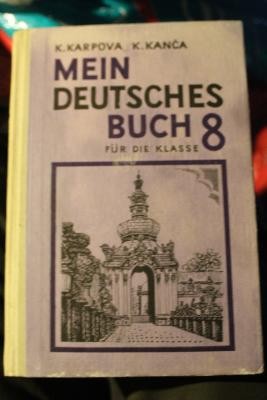 K. KARPOVA, K. KANČA
MEIN
DEUTSCHES
BUCH 8
FÜR DIE KLASSE